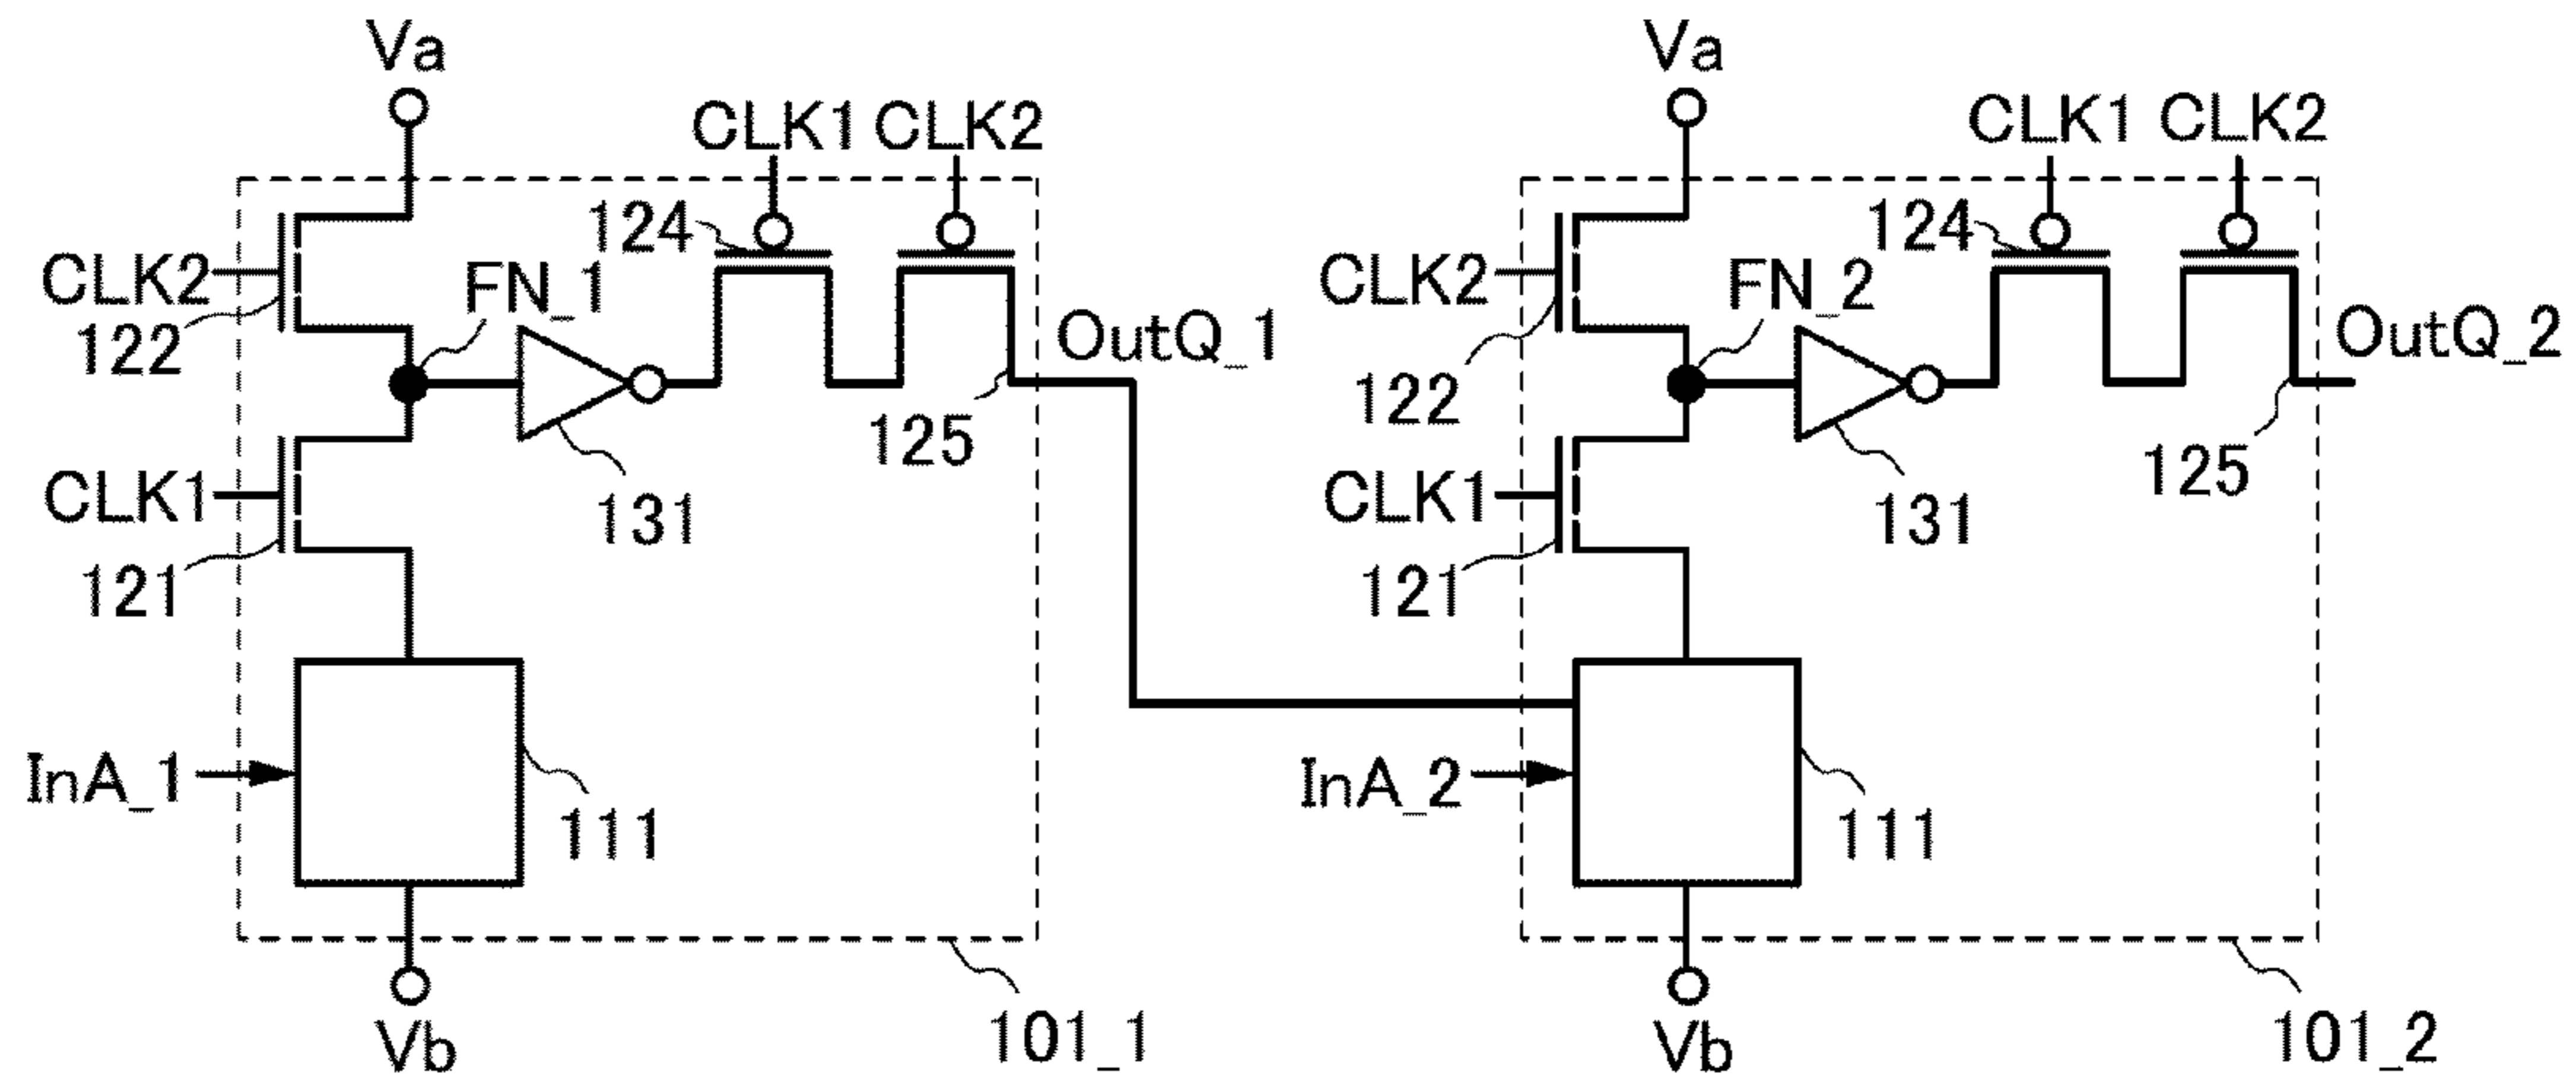 Va
Va
CLK1 CLK2
CLK1 CLK2
124
124
CLK2
FN_1
CLK2
FN_2
122
OutQ_1
122
OutQ_2
125
125
CLK1
131
CLK1
131
121
121
InA_1
InA_2
111
111
101_1
101_2
Vb
Vb